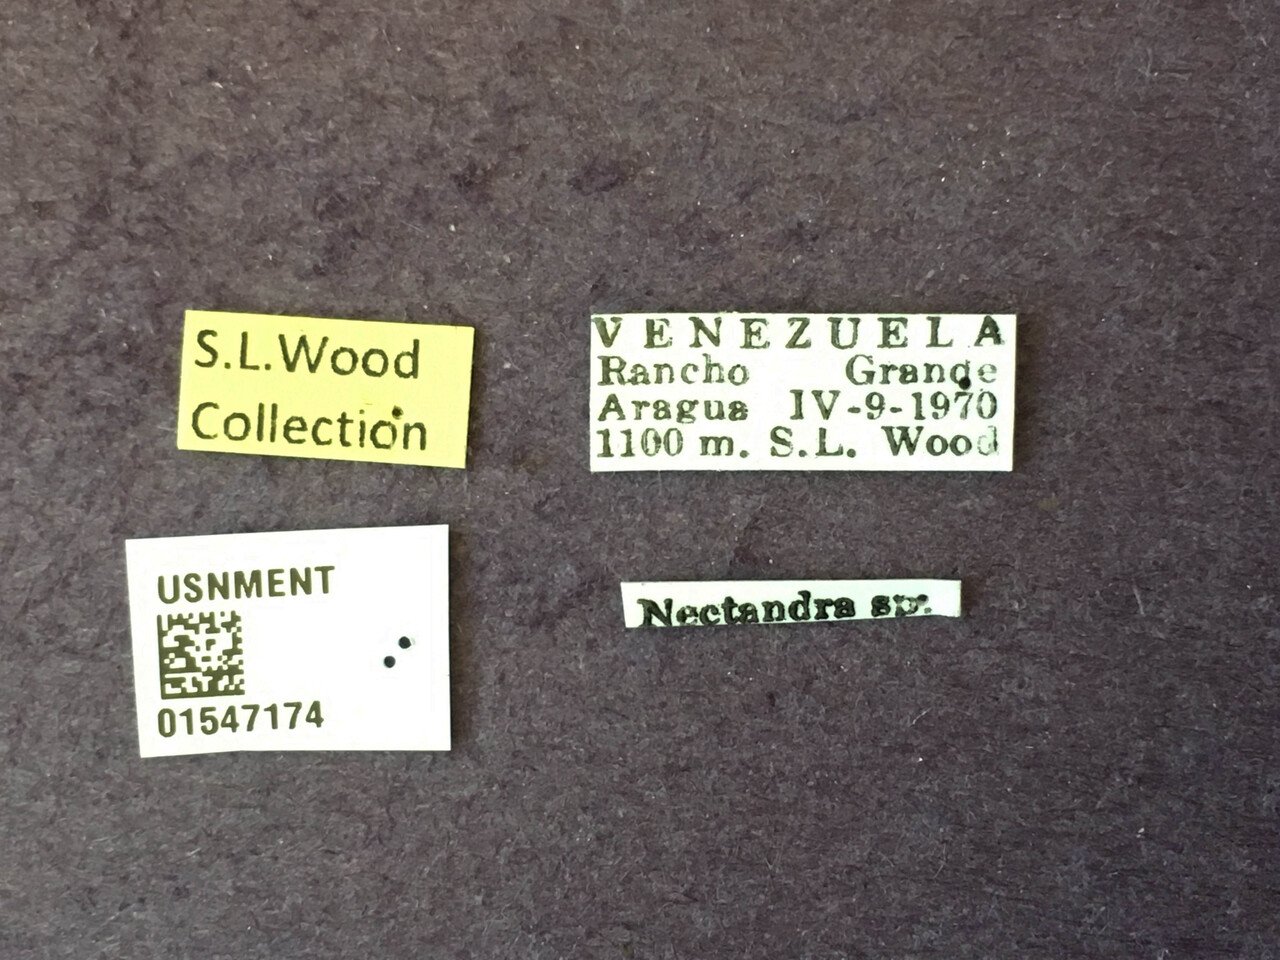 S.L.Wood
Collection
VENEZUELA
Rancho Grande
Aragua IV-9-1970
1100 m. S.L. Wood
USNMENT
01547174
Nectandra sp.